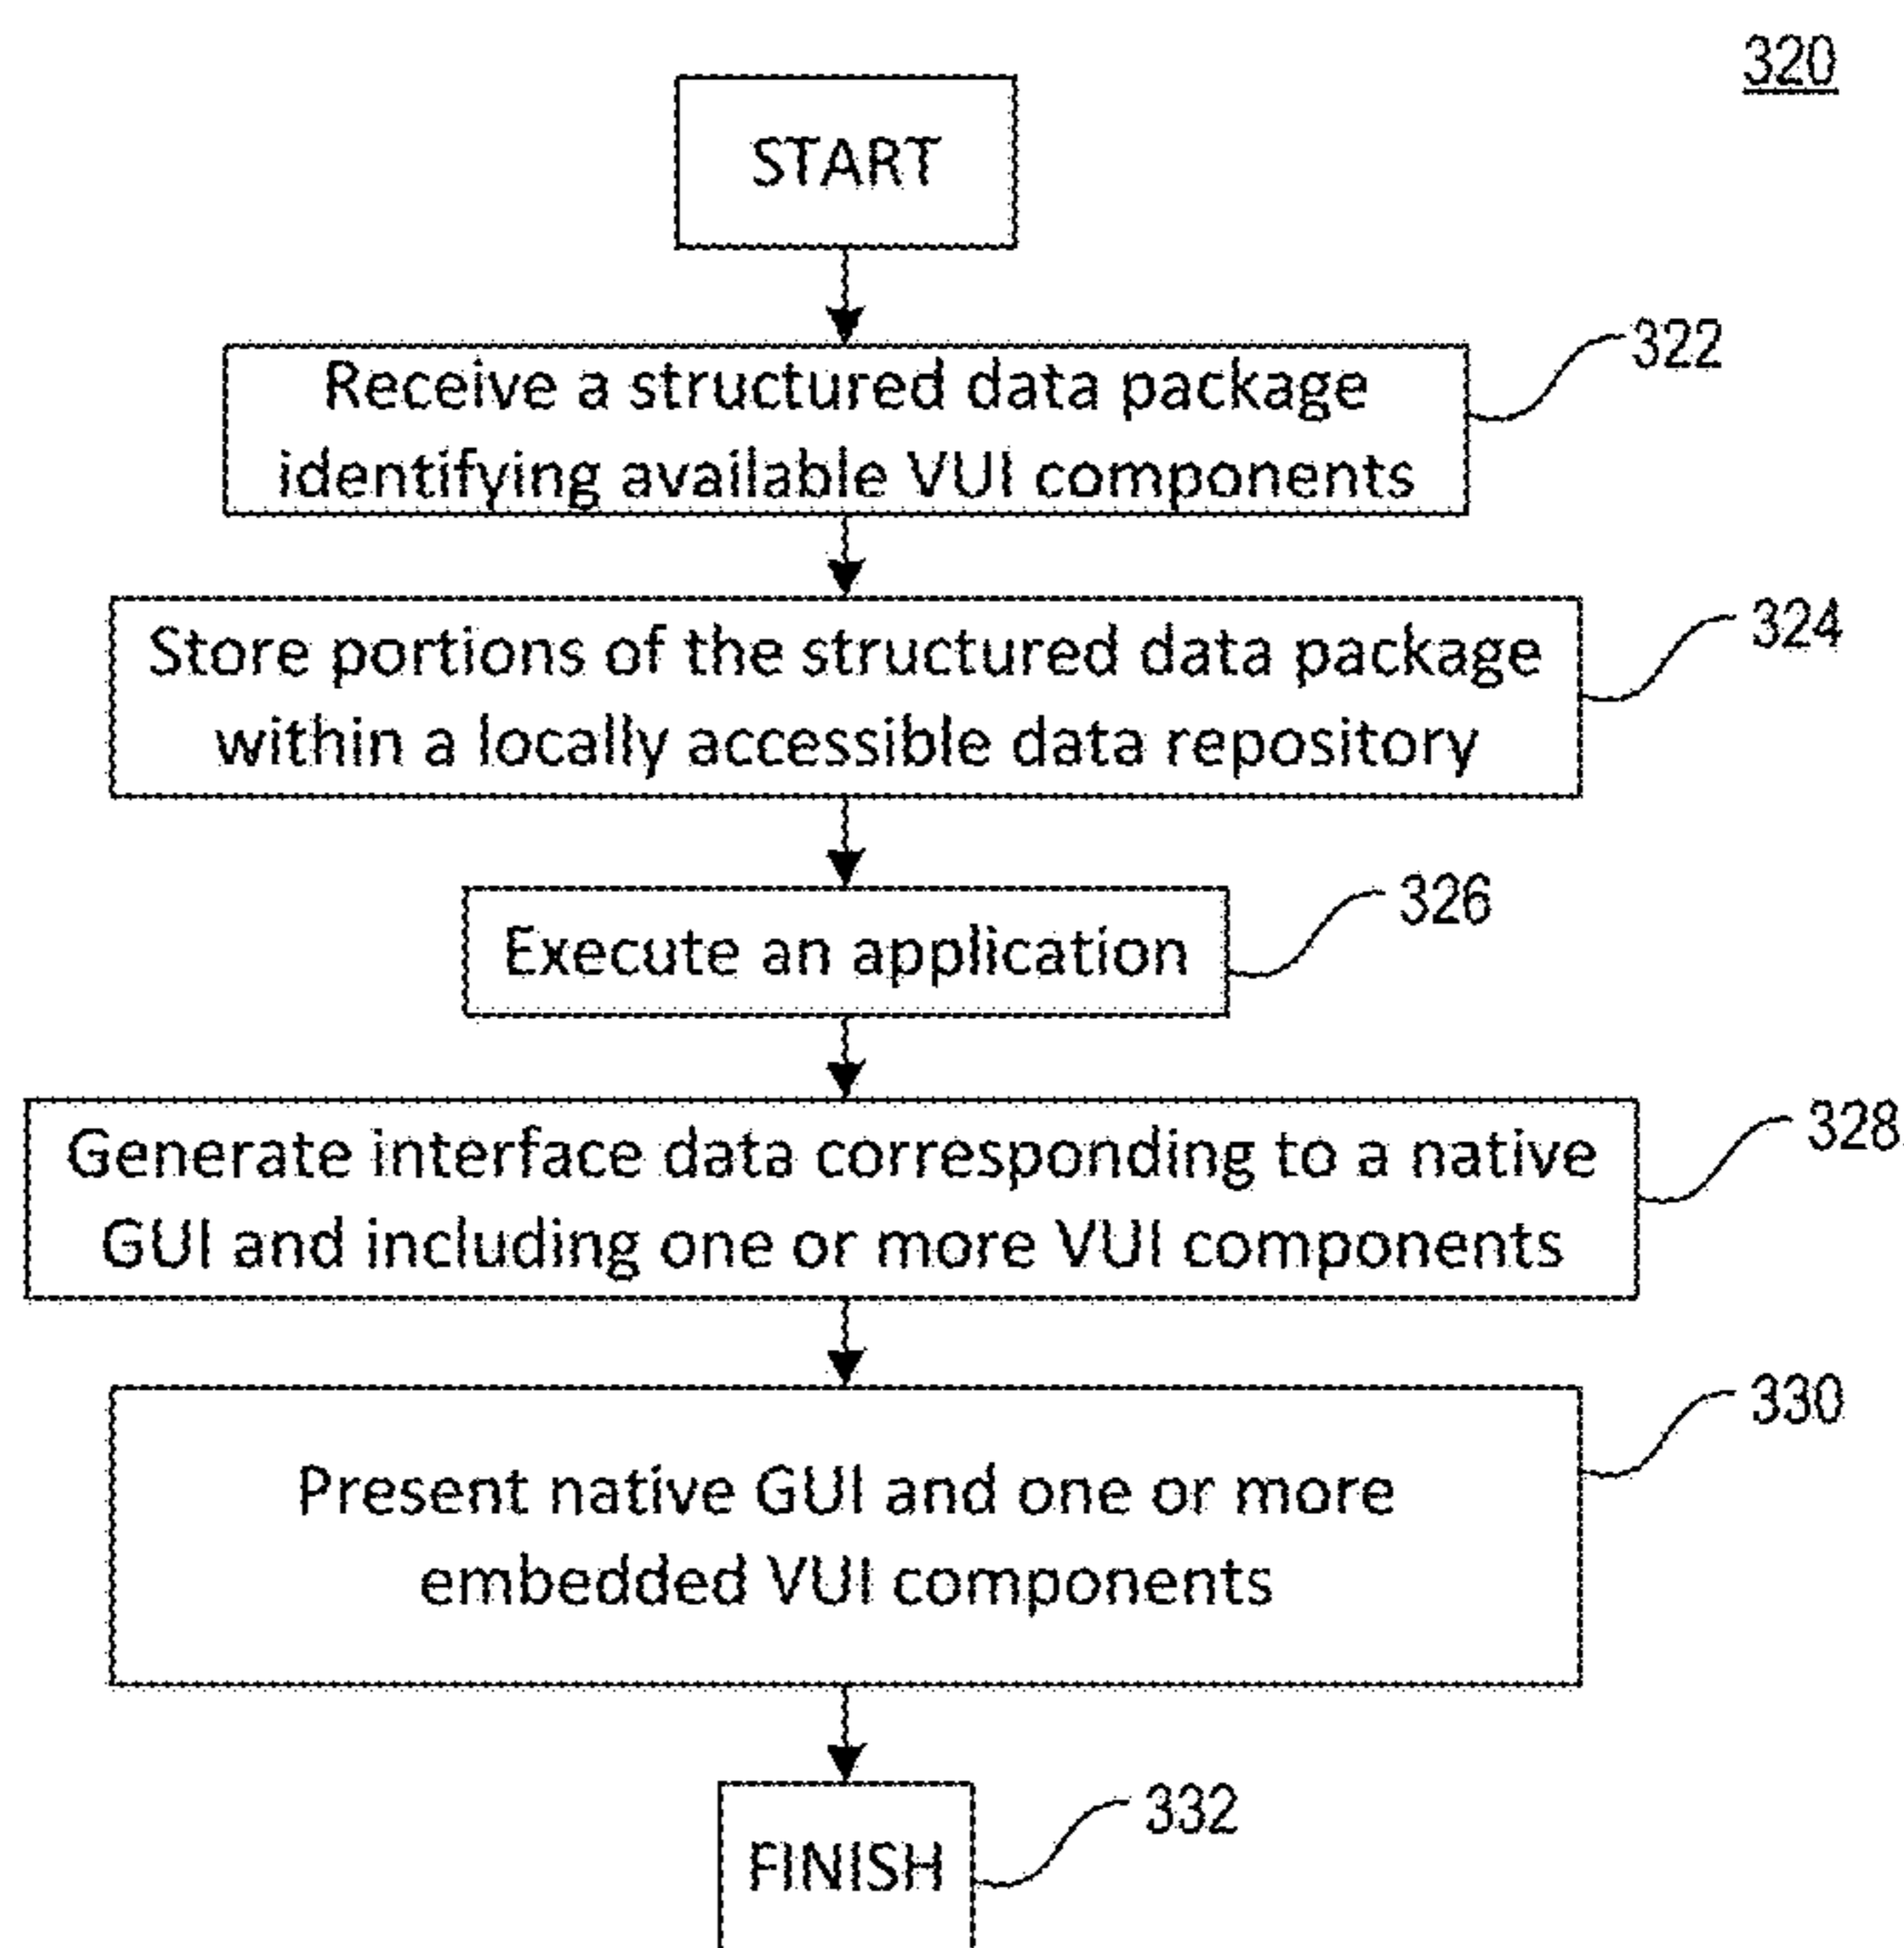 320
START
Receive a structured data package
identifying available VUI components
322
Store portions of the structured data package
within a locally accessible data repository
324
Execute an application
326
Generate interface data corresponding to a native
GUI and including one or more VUI components
328
Present native GUI and one or more
embedded VUI components
330
FINISH
332